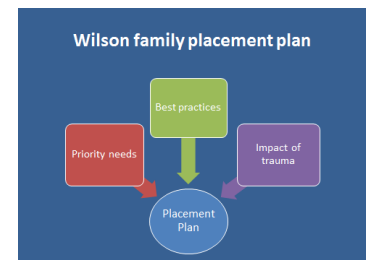 Wilson family placement plan
Best practices
Priority needs
Impact of
trauma
Placement
Plan